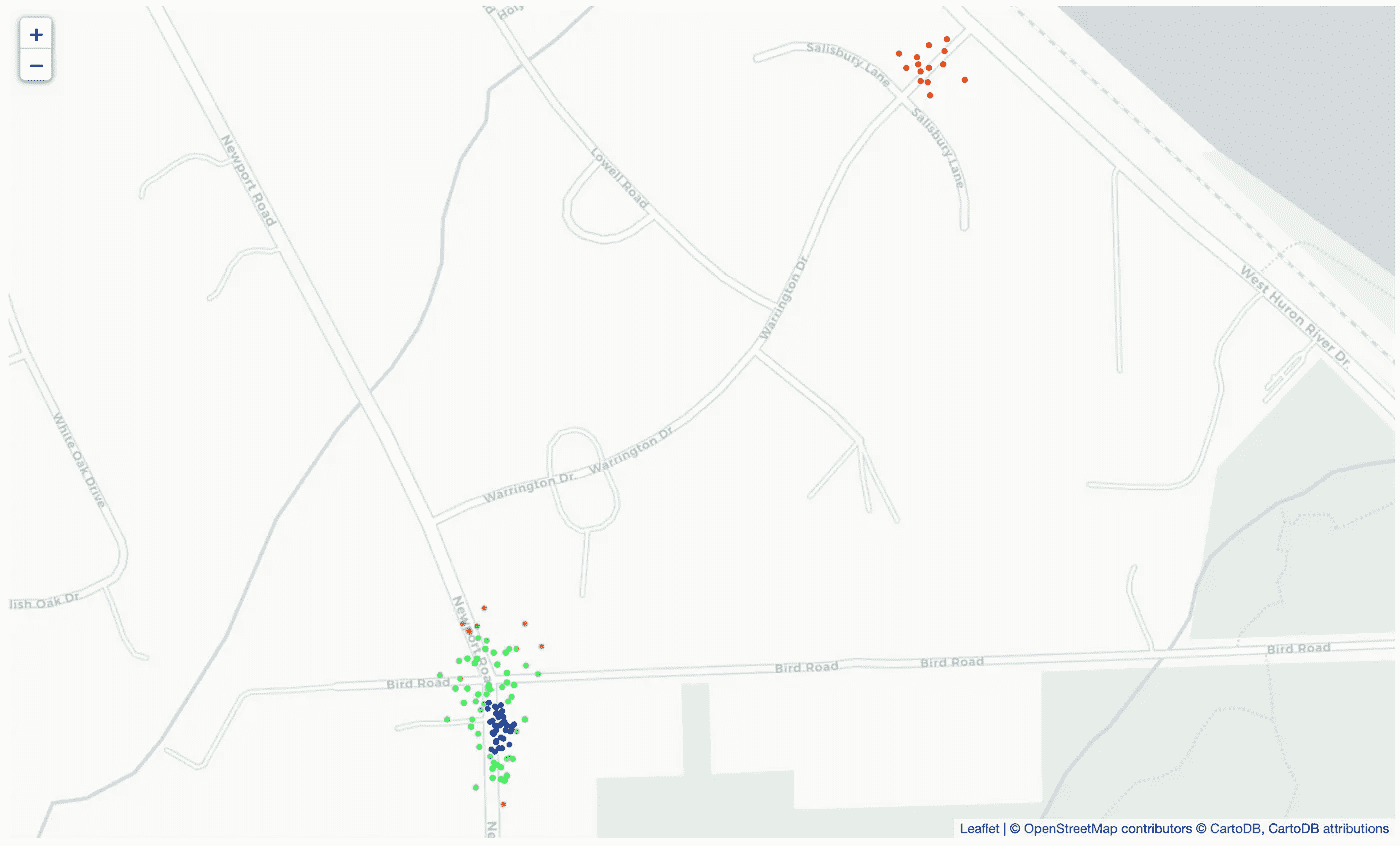 +
−
Salisbury Lane
Salisbury Lane
Newport Road
Lowell Road
Warrington Dr.
West Huron River Dr.
White Oak Drive
Warrington Dr.
Warrington Dr.
lish Oak Dr.
Newport Roa
Bird Road
Bird Road
Bird Road
Bird Road
Ne
Leaflet | © OpenStreetMap contributors © CartoDB, CartoDB attributions